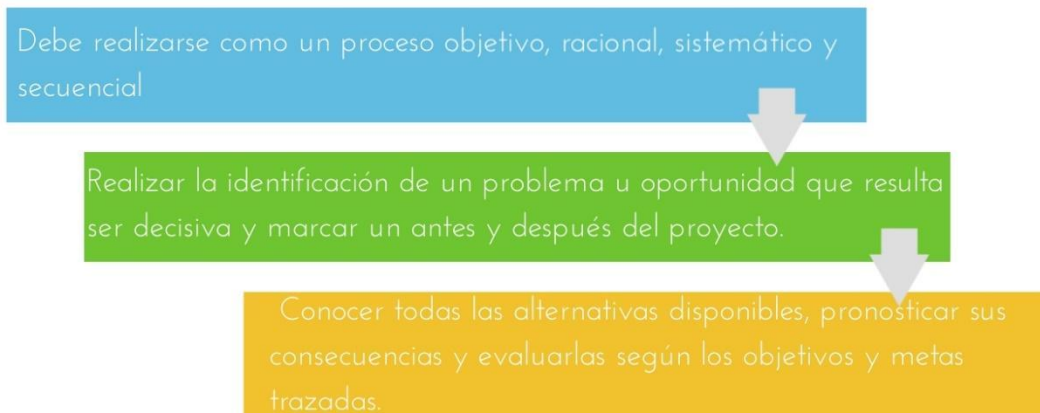 Debe realizarse como un proceso objetivo, racional, sistemático y
secuencial
Realizar la identificación de un problema u oportunidad que resulta
ser decisiva y marcar un antes y después del proyecto.
Conocer todas las alternativas disponibles, pronosticar sus
consecuencias y evaluarlas según los objetivos y metas
trazadas.